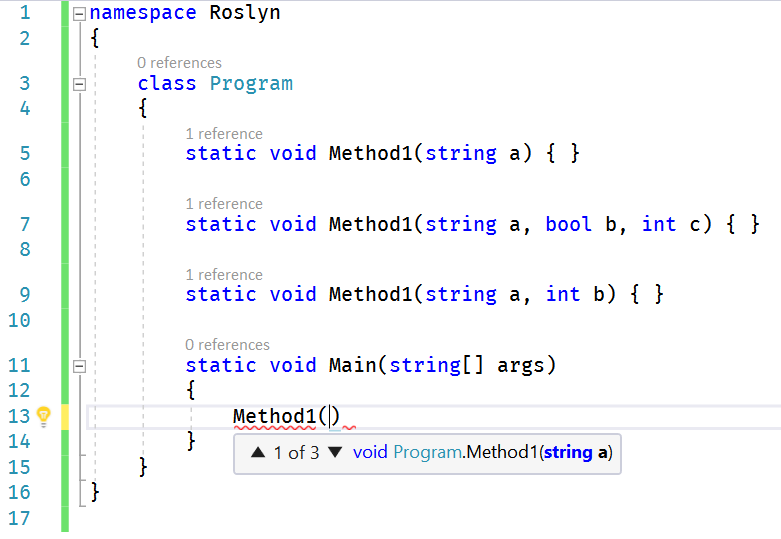 1 namespace Roslyn
2 {
0 references
3 class Program
4 {
1 reference
5 static void Method1(string a) { }
6
1 reference
7 static void Method1(string a, bool b, int c) { }
8
1 reference
9 static void Method1(string a, int b) { }
10
0 references
11 static void Main(string[] args)
12 {
13 Method1()
14 }
▲ 1 of 3 ▼ void Program.Method1(string a)
15 }
16 }
17